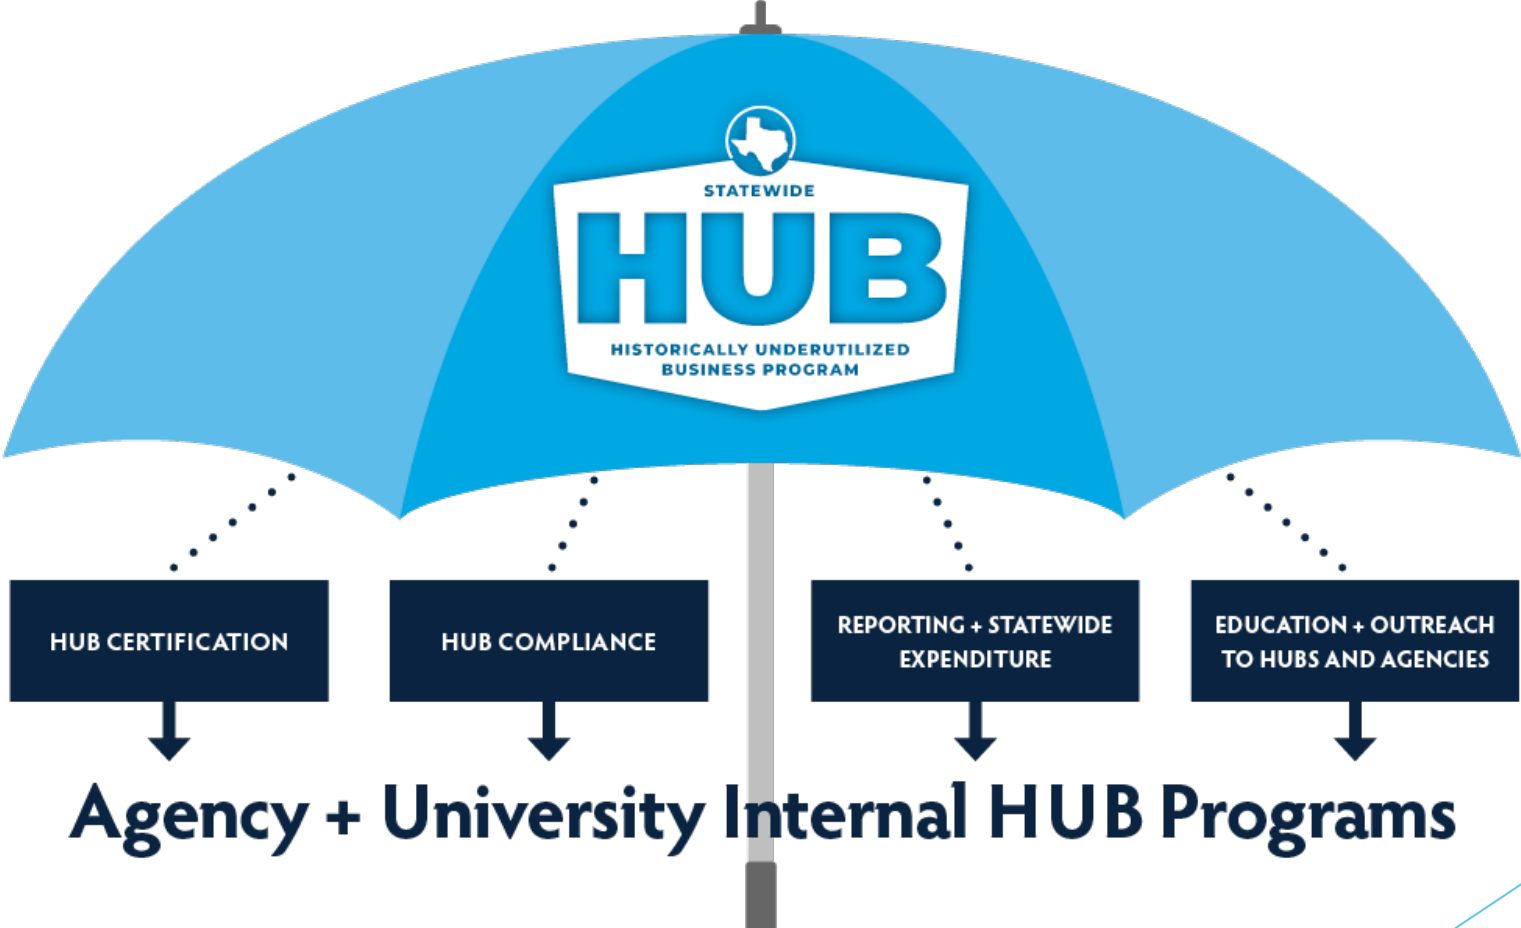 STATEWIDE
HUB
HISTORICALLY UNDERUTILIZED
BUSINESS PROGRAM
HUB CERTIFICATION
HUB COMPLIANCE
REPORTING + STATEWIDE
EXPENDITURE
EDUCATION + OUTREACH
TO HUBS AND AGENCIES
Agency + University Internal HUB Programs